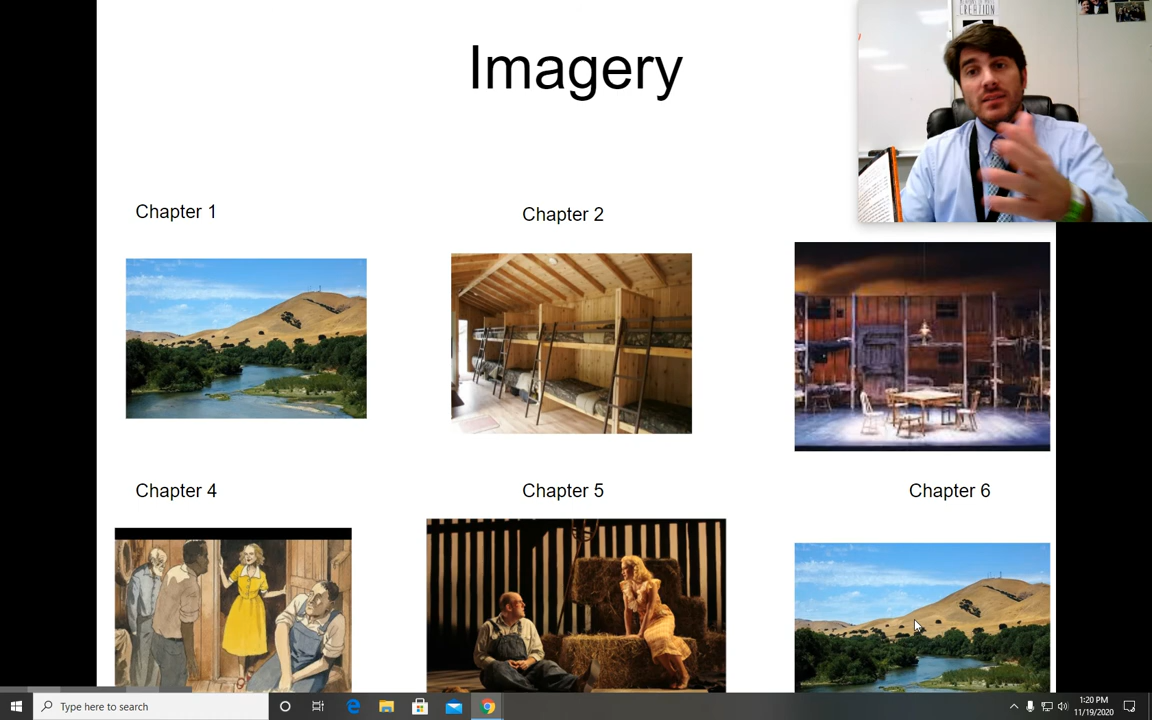 CREATION
Imagery
Chapter 1
Chapter 2
Chapter 4
Chapter 5
Chapter 6
Type here to search
1:20 PM
11/19/2020